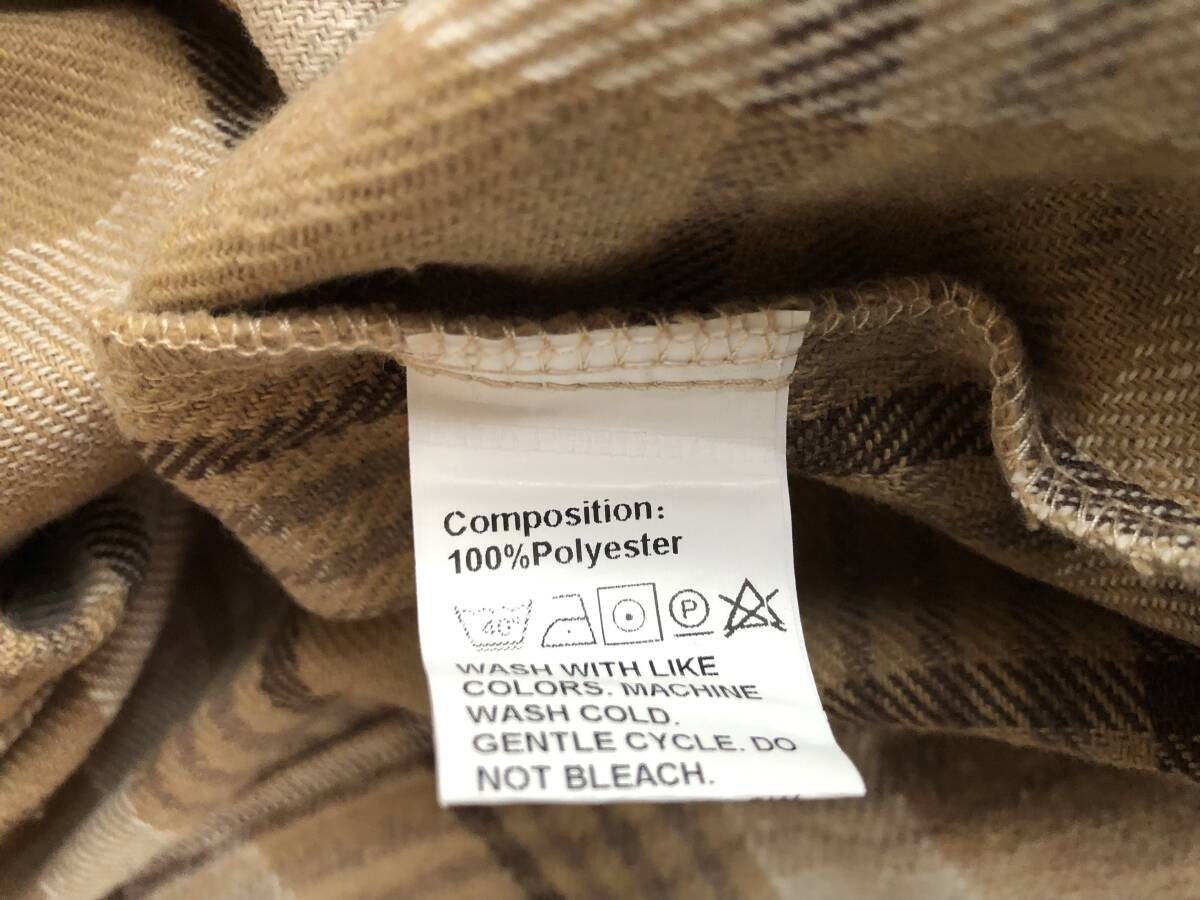 Composition:
100%Polyester
40° P
WASH WITH LIKE
COLORS. MACHINE
WASH COLD.
GENTLE CYCLE. DO
NOT BLEACH.